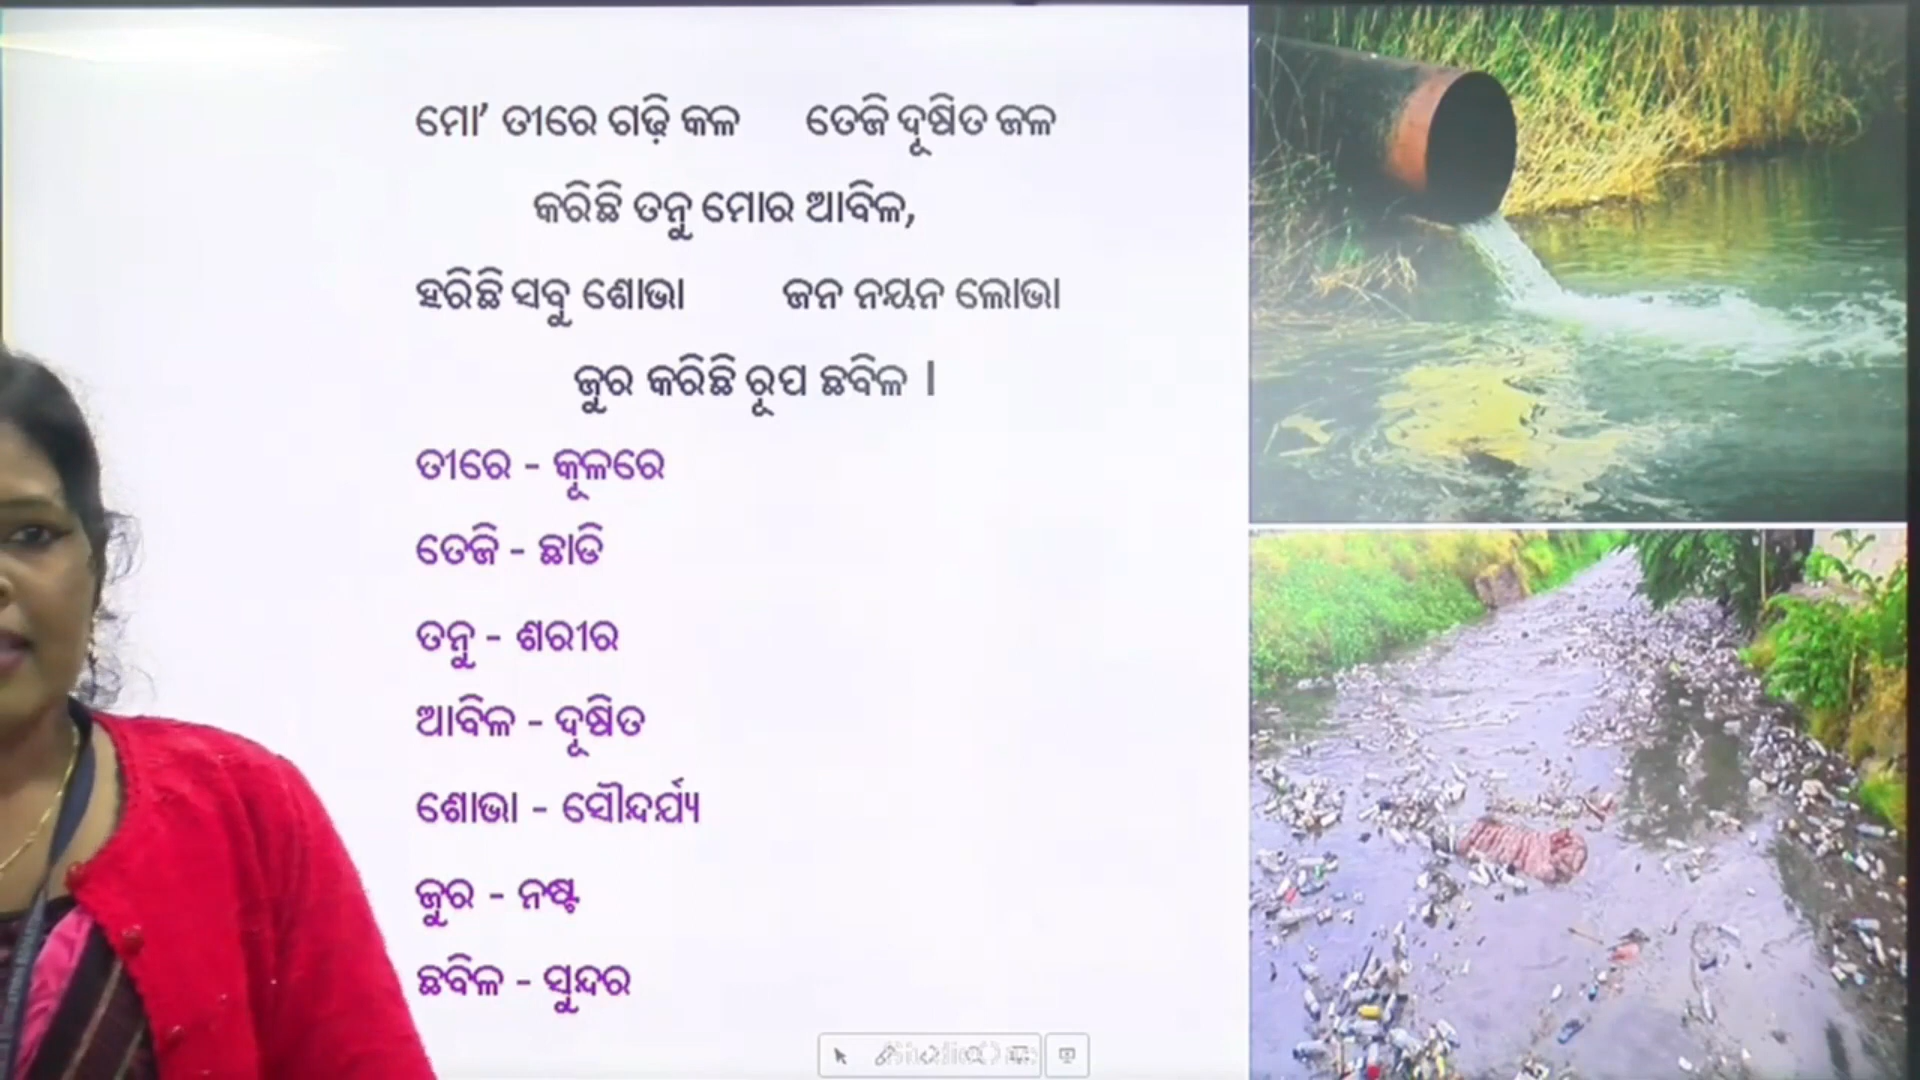 ମୋ’ ତୀରେ ଗଢ଼ି କଳ ତେଜି ଦୂଷିତ ଜଳ
କରିଛି ତନୁ ମୋର ଆବିଳ,
ହରିଛି ସବୁ ଶୋଭା ଜନ ନୟନ ଲୋଭା
ଜୁର କରିଛି ରୂପ ଛବିଳ ।
ତୀରେ - କୂଳରେ
ତେଜି - ଛାଡି
ତନୁ - ଶରୀର
ଆବିଳ - ଦୂଷିତ
ଶୋଭା - ସୌନ୍ଦର୍ଯ୍ୟ
ଜୁର - ନଷ୍ଟ
ଛବିଳ - ସୁନ୍ଦର